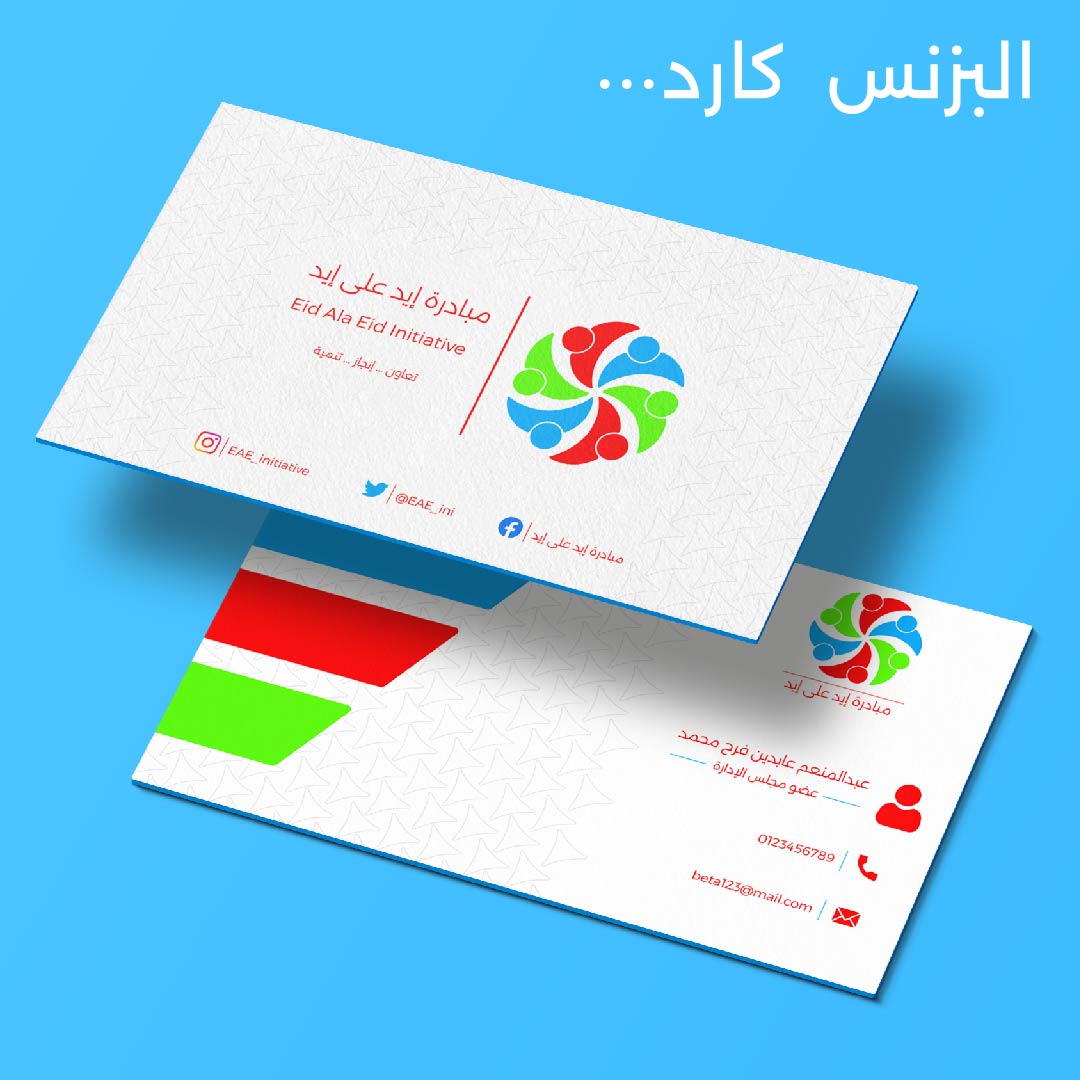 البزنس كارد...
مبادرة إيد على إيد
Eid Ala Eid Initiative
تعاون ... إنجاز ... تنمية
EAE_initiative
@EAE_ini
مبادرة إيد على إيد
مبادرة إيد على إيد
عبدالمنعم عابدين فرح محمد
عضو مجلس الإدارة
0123456789
beta123@mail.com